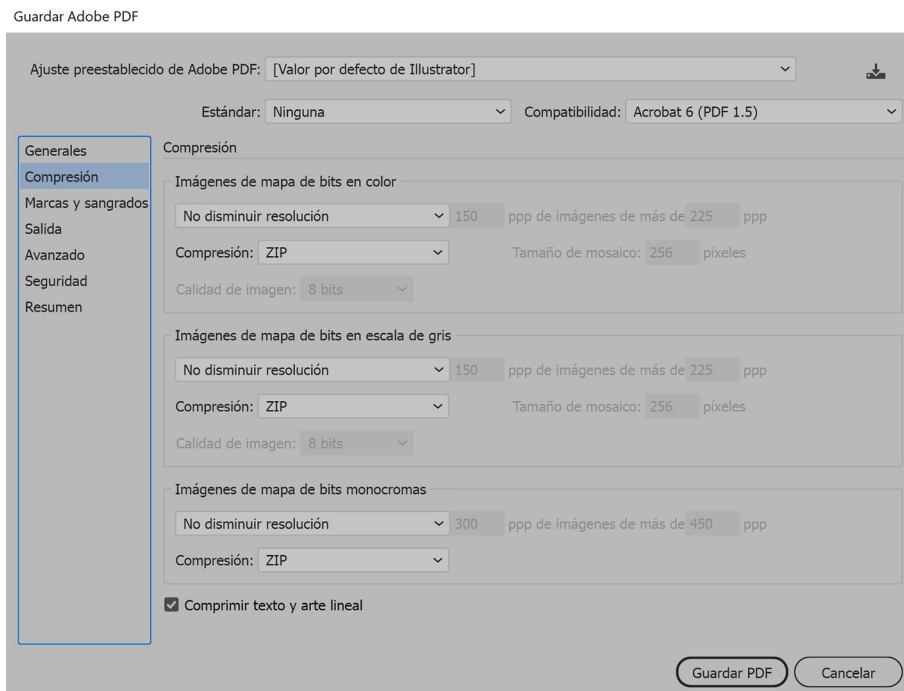 Guardar Adobe PDF
Ajuste preestablecido de Adobe PDF: [Valor por defecto de Illustrator]
Estándar: Ninguna Compatibilidad: Acrobat 6 (PDF 1.5)
Generales
Compresión
Marcas y sangrados
Salida
Avanzado
Seguridad
Resumen
Compresión
Imágenes de mapa de bits en color
No disminuir resolución 150 ppp de imágenes de más de 225 ppp
Compresión: ZIP Tamaño de mosaico: 256 píxeles
Calidad de imagen: 8 bits
Imágenes de mapa de bits en escala de gris
No disminuir resolución 150 ppp de imágenes de más de 225 ppp
Compresión: ZIP Tamaño de mosaico: 256 píxeles
Calidad de imagen: 8 bits
Imágenes de mapa de bits monocromas
No disminuir resolución 300 ppp de imágenes de más de 450 ppp
Compresión: ZIP
Comprimir texto y arte lineal
Guardar PDF Cancelar